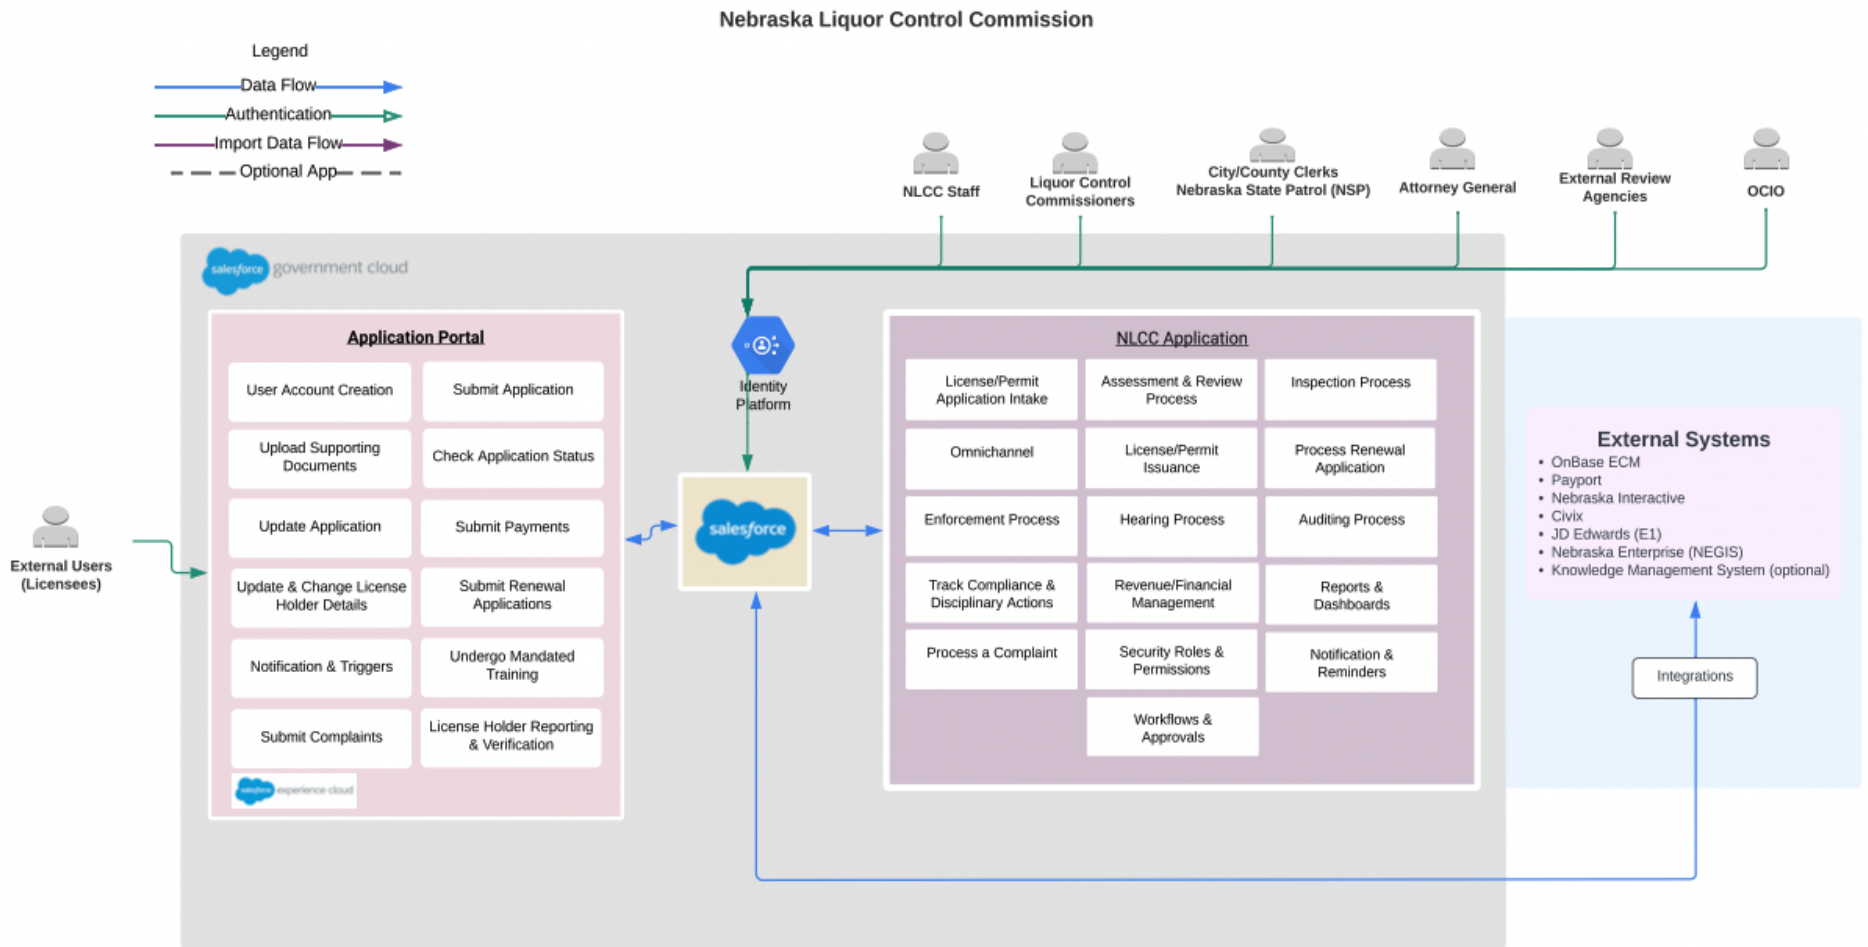 Nebraska Liquor Control Commission
Legend
Data Flow
Authentication
Import Data Flow
Optional App
NLCC Staff
Liquor Control
Commissioners
City/County Clerks
Nebraska State Patrol (NSP)
Attorney General
External Review
Agencies
OCIO
salesforce government cloud
External Users
(Licensees)
Application Portal
User Account Creation
Submit Application
Upload Supporting
Documents
Check Application Status
Update Application
Submit Payments
Update & Change License
Holder Details
Submit Renewal
Applications
Notification & Triggers
Undergo Mandated
Training
Submit Complaints
License Holder Reporting
& Verification
salesforce experience cloud
Identity
Platform
salesforce
NLCC Application
License/Permit
Application Intake
Assessment & Review
Process
Inspection Process
Omnichannel
License/Permit
Issuance
Process Renewal
Application
Enforcement Process
Hearing Process
Auditing Process
Track Compliance &
Disciplinary Actions
Revenue/Financial
Management
Reports &
Dashboards
Process a Complaint
Security Roles &
Permissions
Notification &
Reminders
Workflows &
Approvals
External Systems
• OnBase ECM
• Payport
• Nebraska Interactive
• Civix
• JD Edwards (E1)
• Nebraska Enterprise (NEGIS)
• Knowledge Management System (optional)
Integrations